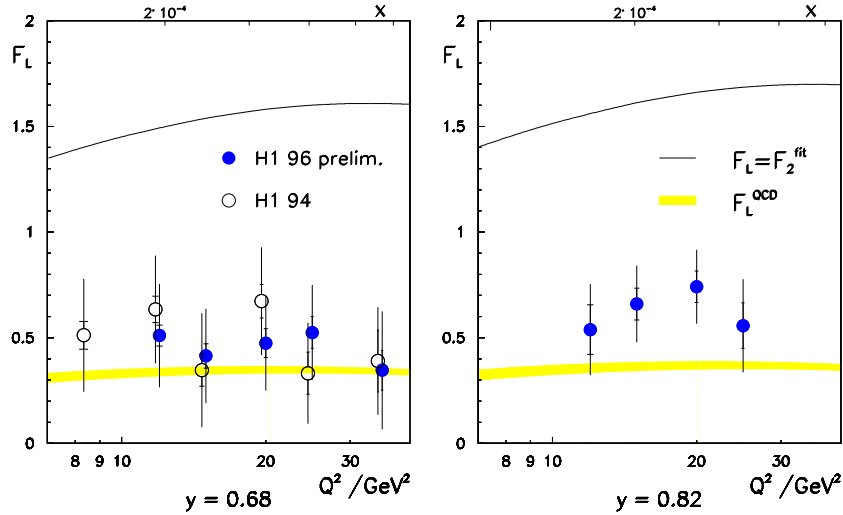 2· 10⁻⁴ x
2· 10⁻⁴ x
2
F_L
1.5
1
0.5
0
H1 96 prelim.
H1 94
8 9 10 20 30
Q² /GeV²
y = 0.68
2
F_L
1.5
1
0.5
0
F_L=F₂^fit
F_L^QCD
8 9 10 20 30
Q² /GeV²
y = 0.82